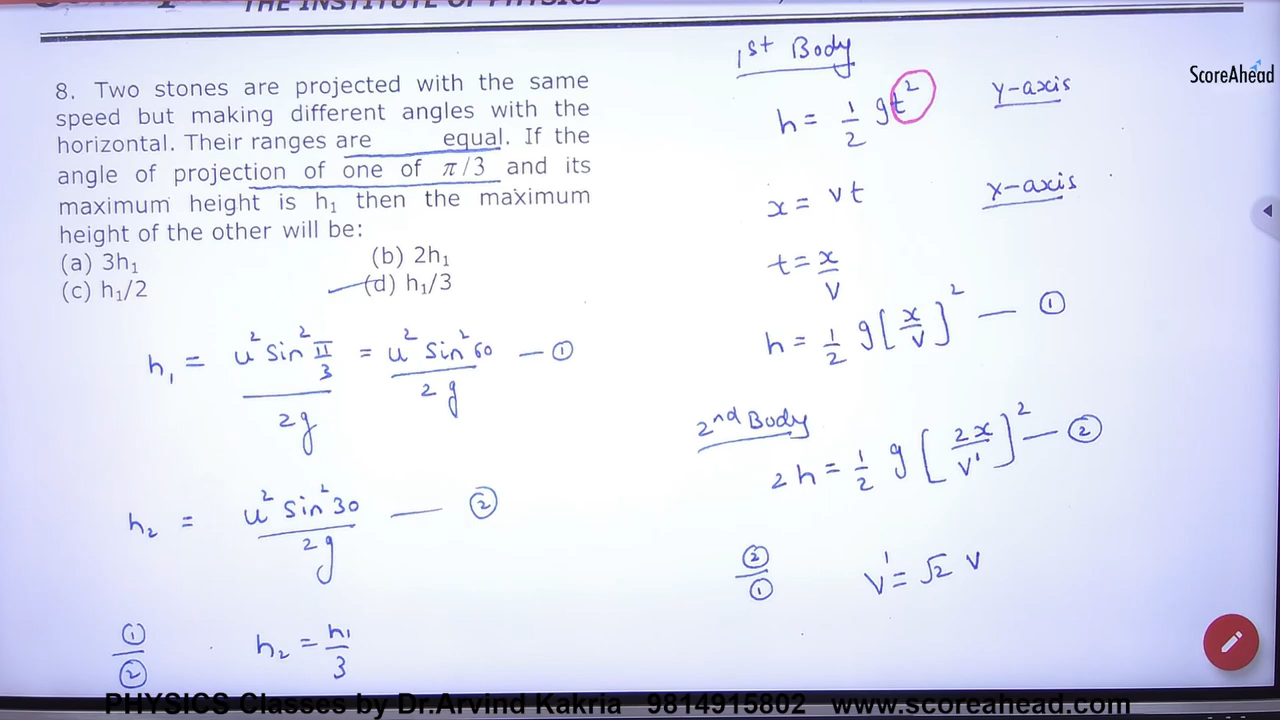 THE INSTITUTE OF PHYSICS
ScoreAhead
8. Two stones are projected with the same
speed but making different angles with the
horizontal. Their ranges are equal. If the
angle of projection of one of π/3 and its
maximum height is h₁ then the maximum
height of the other will be:
(a) 3h₁ (b) 2h₁
(c) h₁/2 (d) h₁/3
h₁ = u² sin² π/3 / 2g = u² sin² 60 / 2g — ①
h₂ = u² sin² 30 / 2g — ②
①/② h₂ = h₁/3
1st Body
h = 1/2 gt² y-axis
x = vt x-axis
t = x/v
h = 1/2 g[x/v]² — ①
2nd Body
2h = 1/2 g[2x/v']² — ②
②/① v' = √2 v
PHYSICS Classes by Dr.Arvind Kakria 9814915802 www.scoreahead.com